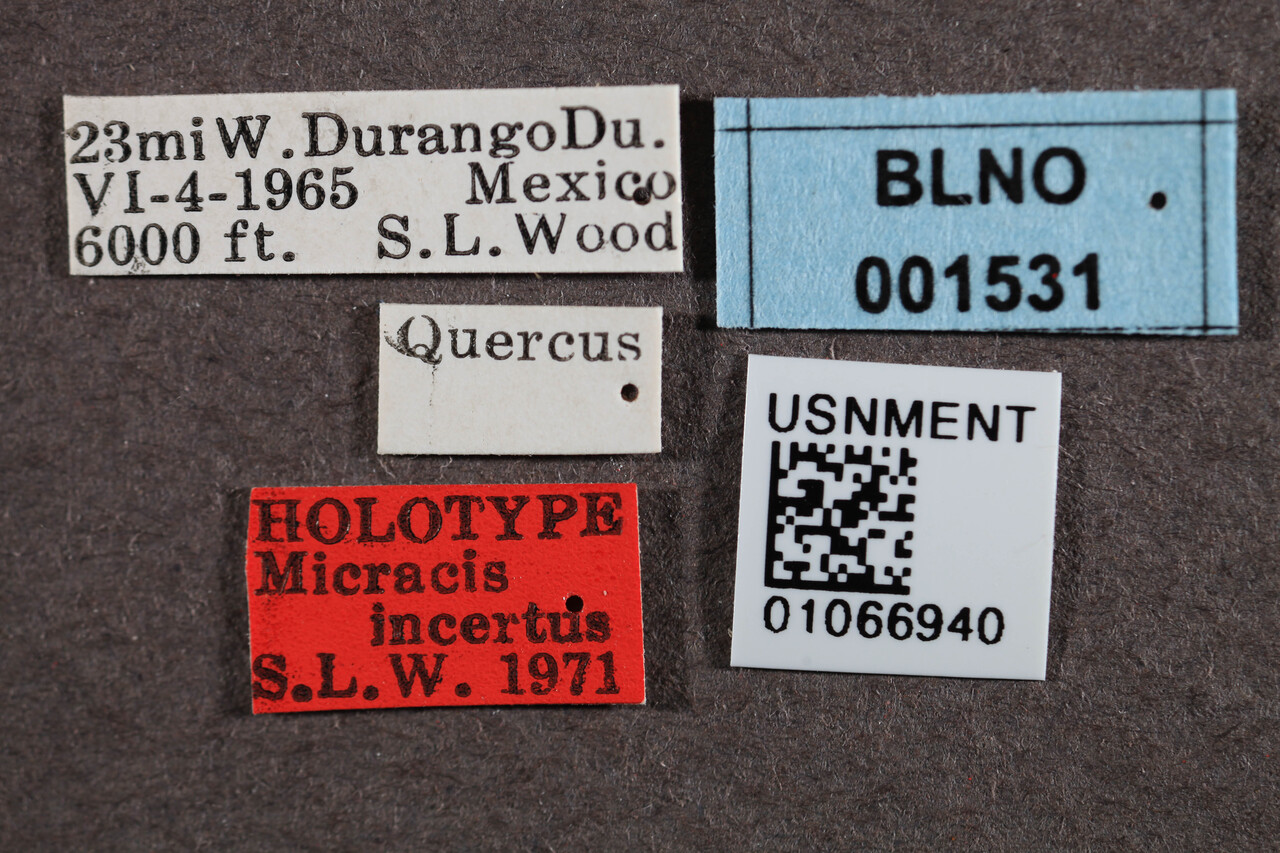 23mi W. Durango Du.
VI-4-1965 Mexico
6000 ft. S.L. Wood
Quercus
HOLOTYPE
Micracis
incertus
S.L.W. 1971
BLNO
001531
USNMENT
01066940